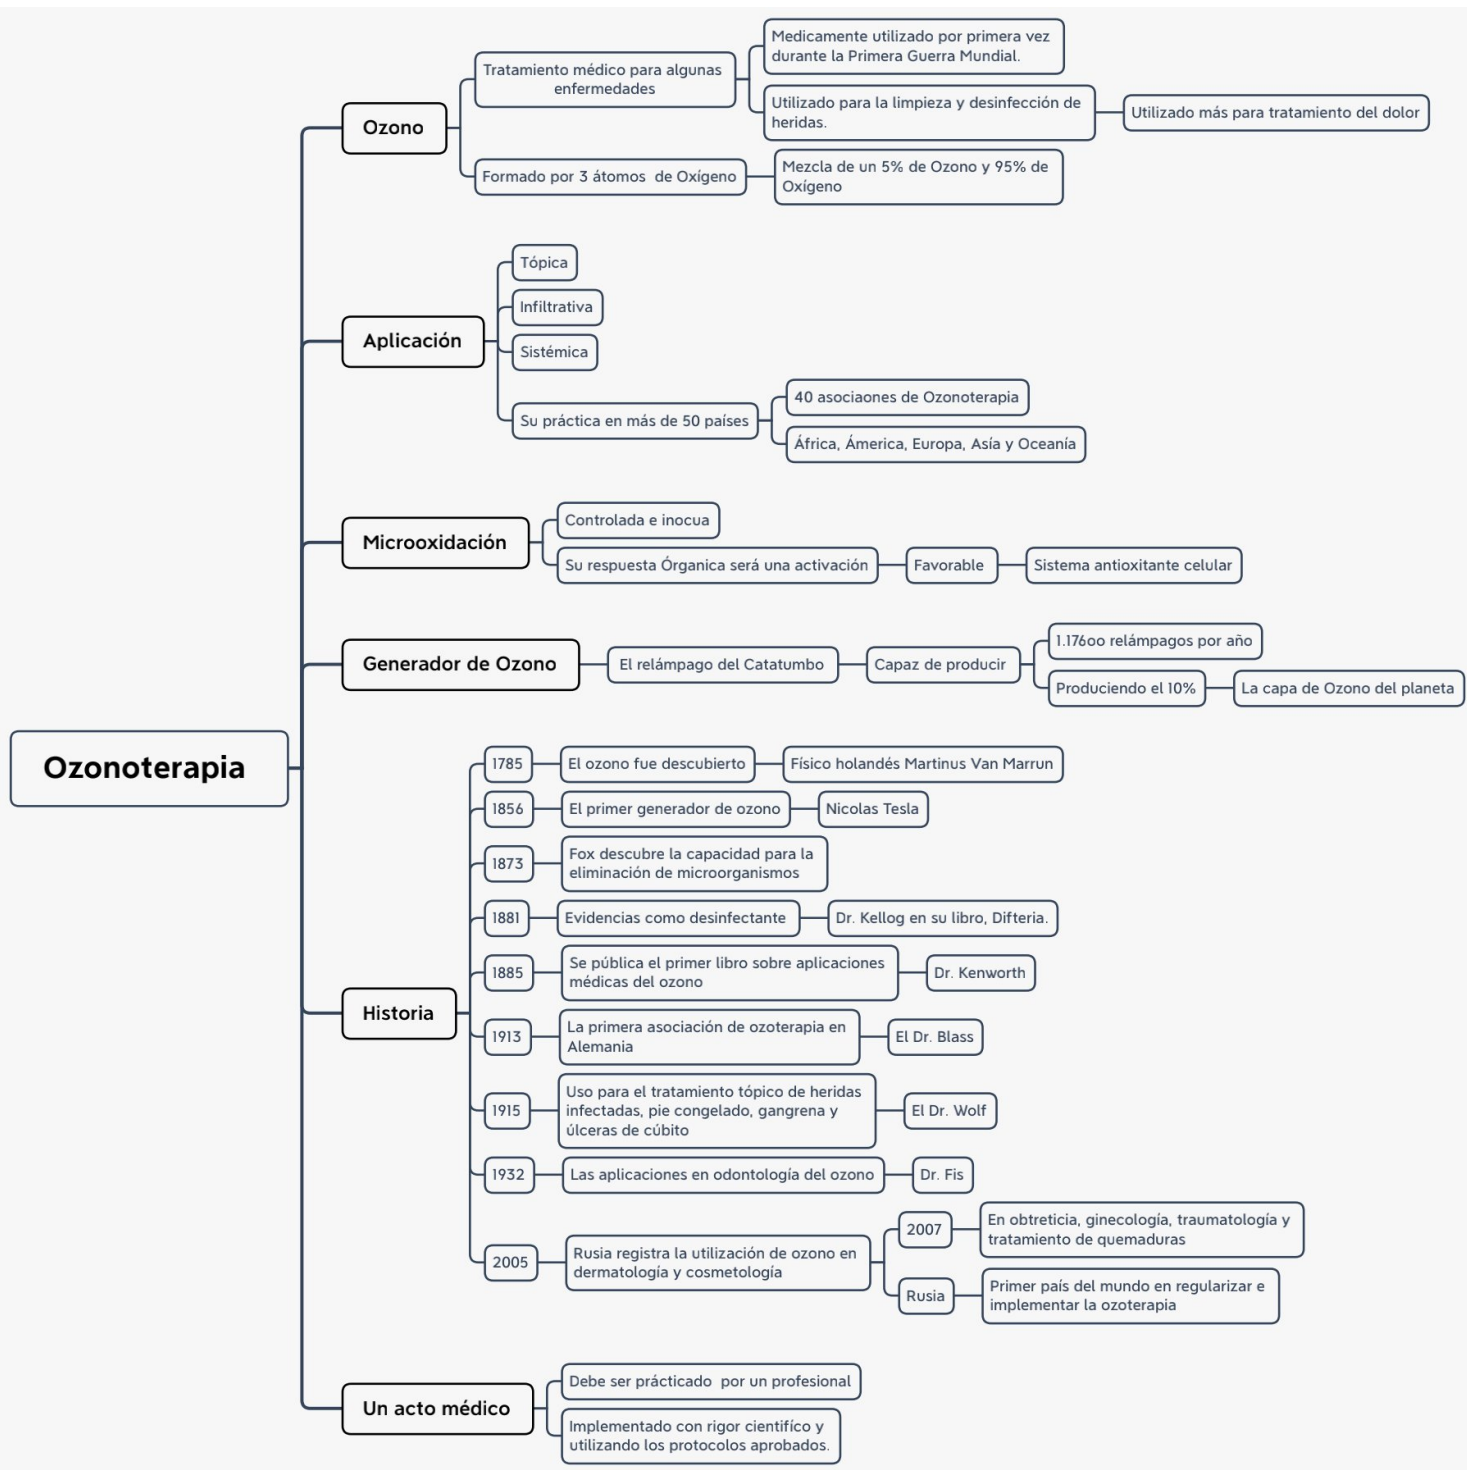 Ozonoterapia
Ozono
Tratamiento médico para algunas
enfermedades
Medicamente utilizado por primera vez
durante la Primera Guerra Mundial.
Utilizado para la limpieza y desinfección de
heridas.
Utilizado más para tratamiento del dolor
Formado por 3 átomos de Oxígeno
Mezcla de un 5% de Ozono y 95% de
Oxígeno
Aplicación
Tópica
Infiltrativa
Sistémica
Su práctica en más de 50 países
40 asociaones de Ozonoterapia
África, Ámerica, Europa, Asía y Oceanía
Microoxidación
Controlada e inocua
Su respuesta Órganica será una activación
Favorable
Sistema antioxitante celular
Generador de Ozono
El relámpago del Catatumbo
Capaz de producir
1.176oo relámpagos por año
Produciendo el 10%
La capa de Ozono del planeta
Historia
1785
El ozono fue descubierto
Físico holandés Martinus Van Marrun
1856
El primer generador de ozono
Nicolas Tesla
1873
Fox descubre la capacidad para la
eliminación de microorganismos
1881
Evidencias como desinfectante
Dr. Kellog en su libro, Difteria.
1885
Se pública el primer libro sobre aplicaciones
médicas del ozono
Dr. Kenworth
1913
La primera asociación de ozoterapia en
Alemania
El Dr. Blass
1915
Uso para el tratamiento tópico de heridas
infectadas, pie congelado, gangrena y
úlceras de cúbito
El Dr. Wolf
1932
Las aplicaciones en odontología del ozono
Dr. Fis
2005
Rusia registra la utilización de ozono en
dermatología y cosmetología
2007
En obtreticia, ginecología, traumatología y
tratamiento de quemaduras
Rusia
Primer país del mundo en regularizar e
implementar la ozoterapia
Un acto médico
Debe ser prácticado por un profesional
Implementado con rigor cientifíco y
utilizando los protocolos aprobados.